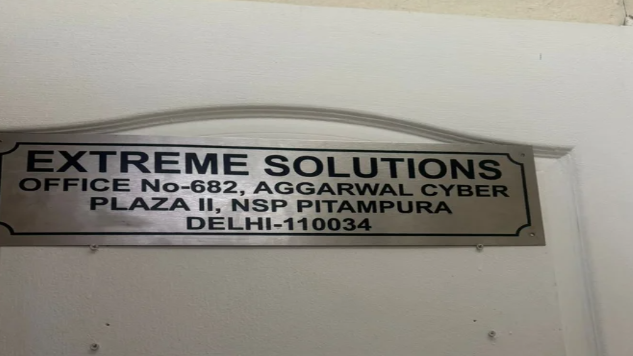 EXTREME SOLUTIONS
OFFICE No-682, AGGARWAL CYBER
PLAZA II, NSP PITAMPURA
DELHI-110034